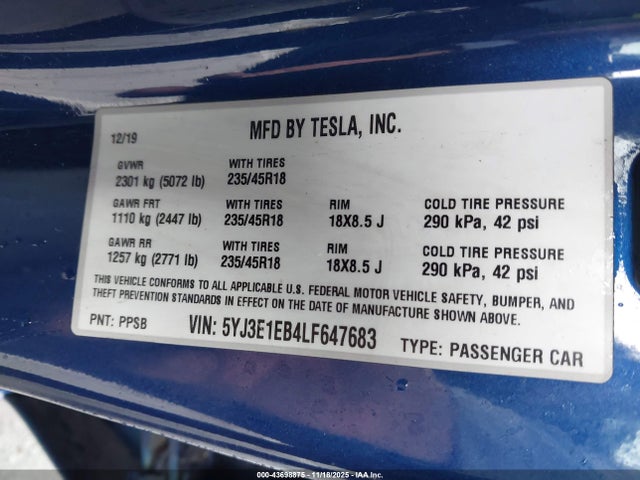 12/19 MFD BY TESLA, INC.
GVWR WITH TIRES
2301 kg (5072 lb) 235/45R18
GAWR FRT WITH TIRES RIM COLD TIRE PRESSURE
1110 kg (2447 lb) 235/45R18 18X8.5 J 290 kPa, 42 psi
GAWR RR WITH TIRES RIM COLD TIRE PRESSURE
1257 kg (2771 lb) 235/45R18 18X8.5 J 290 kPa, 42 psi
THIS VEHICLE CONFORMS TO ALL APPLICABLE U.S. FEDERAL MOTOR VEHICLE SAFETY, BUMPER, AND
THEFT PREVENTION STANDARDS IN EFFECT ON THE DATE OF MANUFACTURE SHOWN ABOVE.
PNT: PPSB VIN: 5YJ3E1EB4LF647683 TYPE: PASSENGER CAR
000-43698875 - 11/18/2025 - IAA Inc.